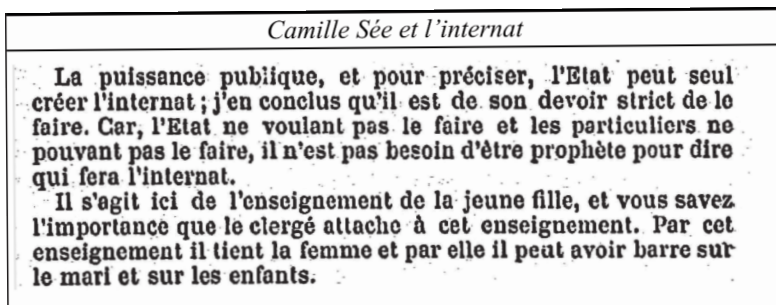 Camille Sée et l'internat
La puissance publique, et pour préciser, l'Etat peut seul
créer l'internat ; j'en conclus qu'il est de son devoir strict de le
faire. Car, l'Etat ne voulant pas le faire et les particuliers ne
pouvant pas le faire, il n'est pas besoin d'être prophète pour dire
qui fera l'internat.
Il s'agit ici de l'enseignement de la jeune fille, et vous savez
l'importance que le clergé attache à cet enseignement. Par cet
enseignement il tient la femme et par elle il peut avoir barre sur
le mari et sur les enfants.